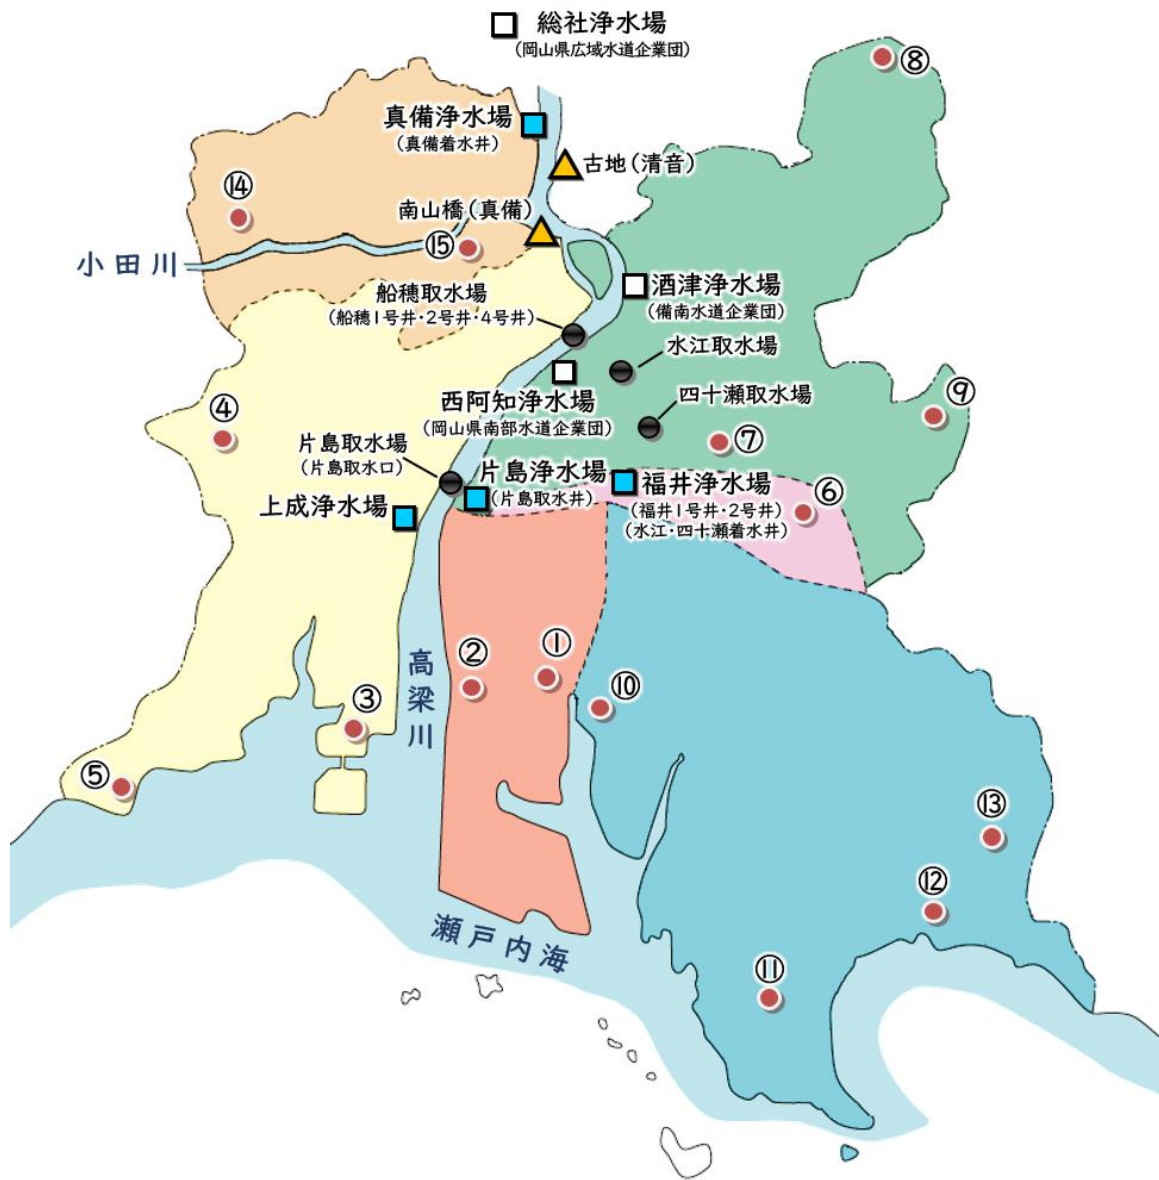 総社浄水場
(岡山県広域水道企業団)
⑧
真備浄水場
(真備着水井)
古地(清音)
⑭
南山橋(真備)
⑮
小田川
酒津浄水場
(備南水道企業団)
船穂取水場
(船穂1号井・2号井・4号井)
水江取水場
西阿知浄水場
(岡山県南部水道企業団)
四十瀬取水場
⑨
④
⑦
片島取水場
(片島取水口)
片島浄水場
(片島取水井)
福井浄水場
(福井1号井・2号井)
(水江・四十瀬着水井)
⑥
上成浄水場
高梁川
②
①
⑩
③
⑤
⑬
⑫
瀬戸内海
⑪